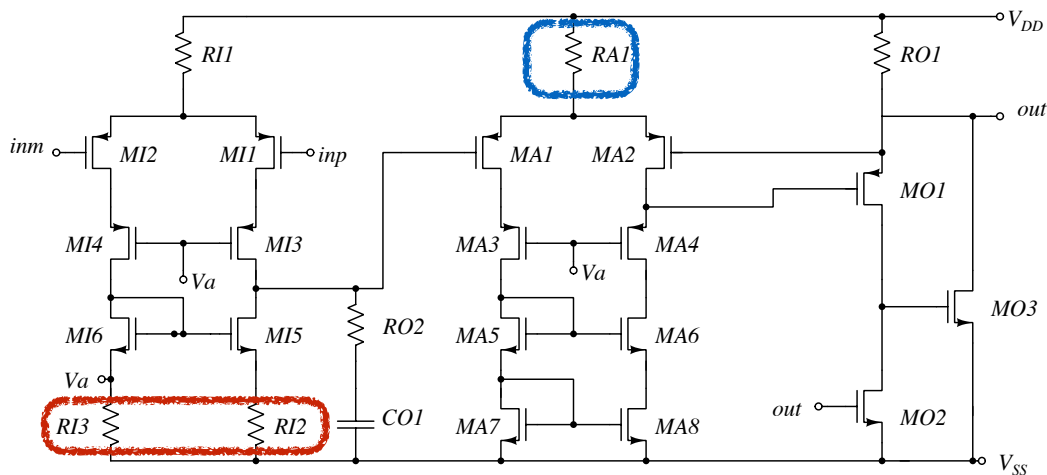 V_DD
RI1
RA1
RO1
out
inm
MI2
MI1
inp
MA1
MA2
MO1
MI4
MI3
Va
MA3
MA4
Va
MI6
MI5
RO2
MA5
MA6
MO3
Va
RI3
RI2
CO1
MA7
MA8
out
MO2
V_SS